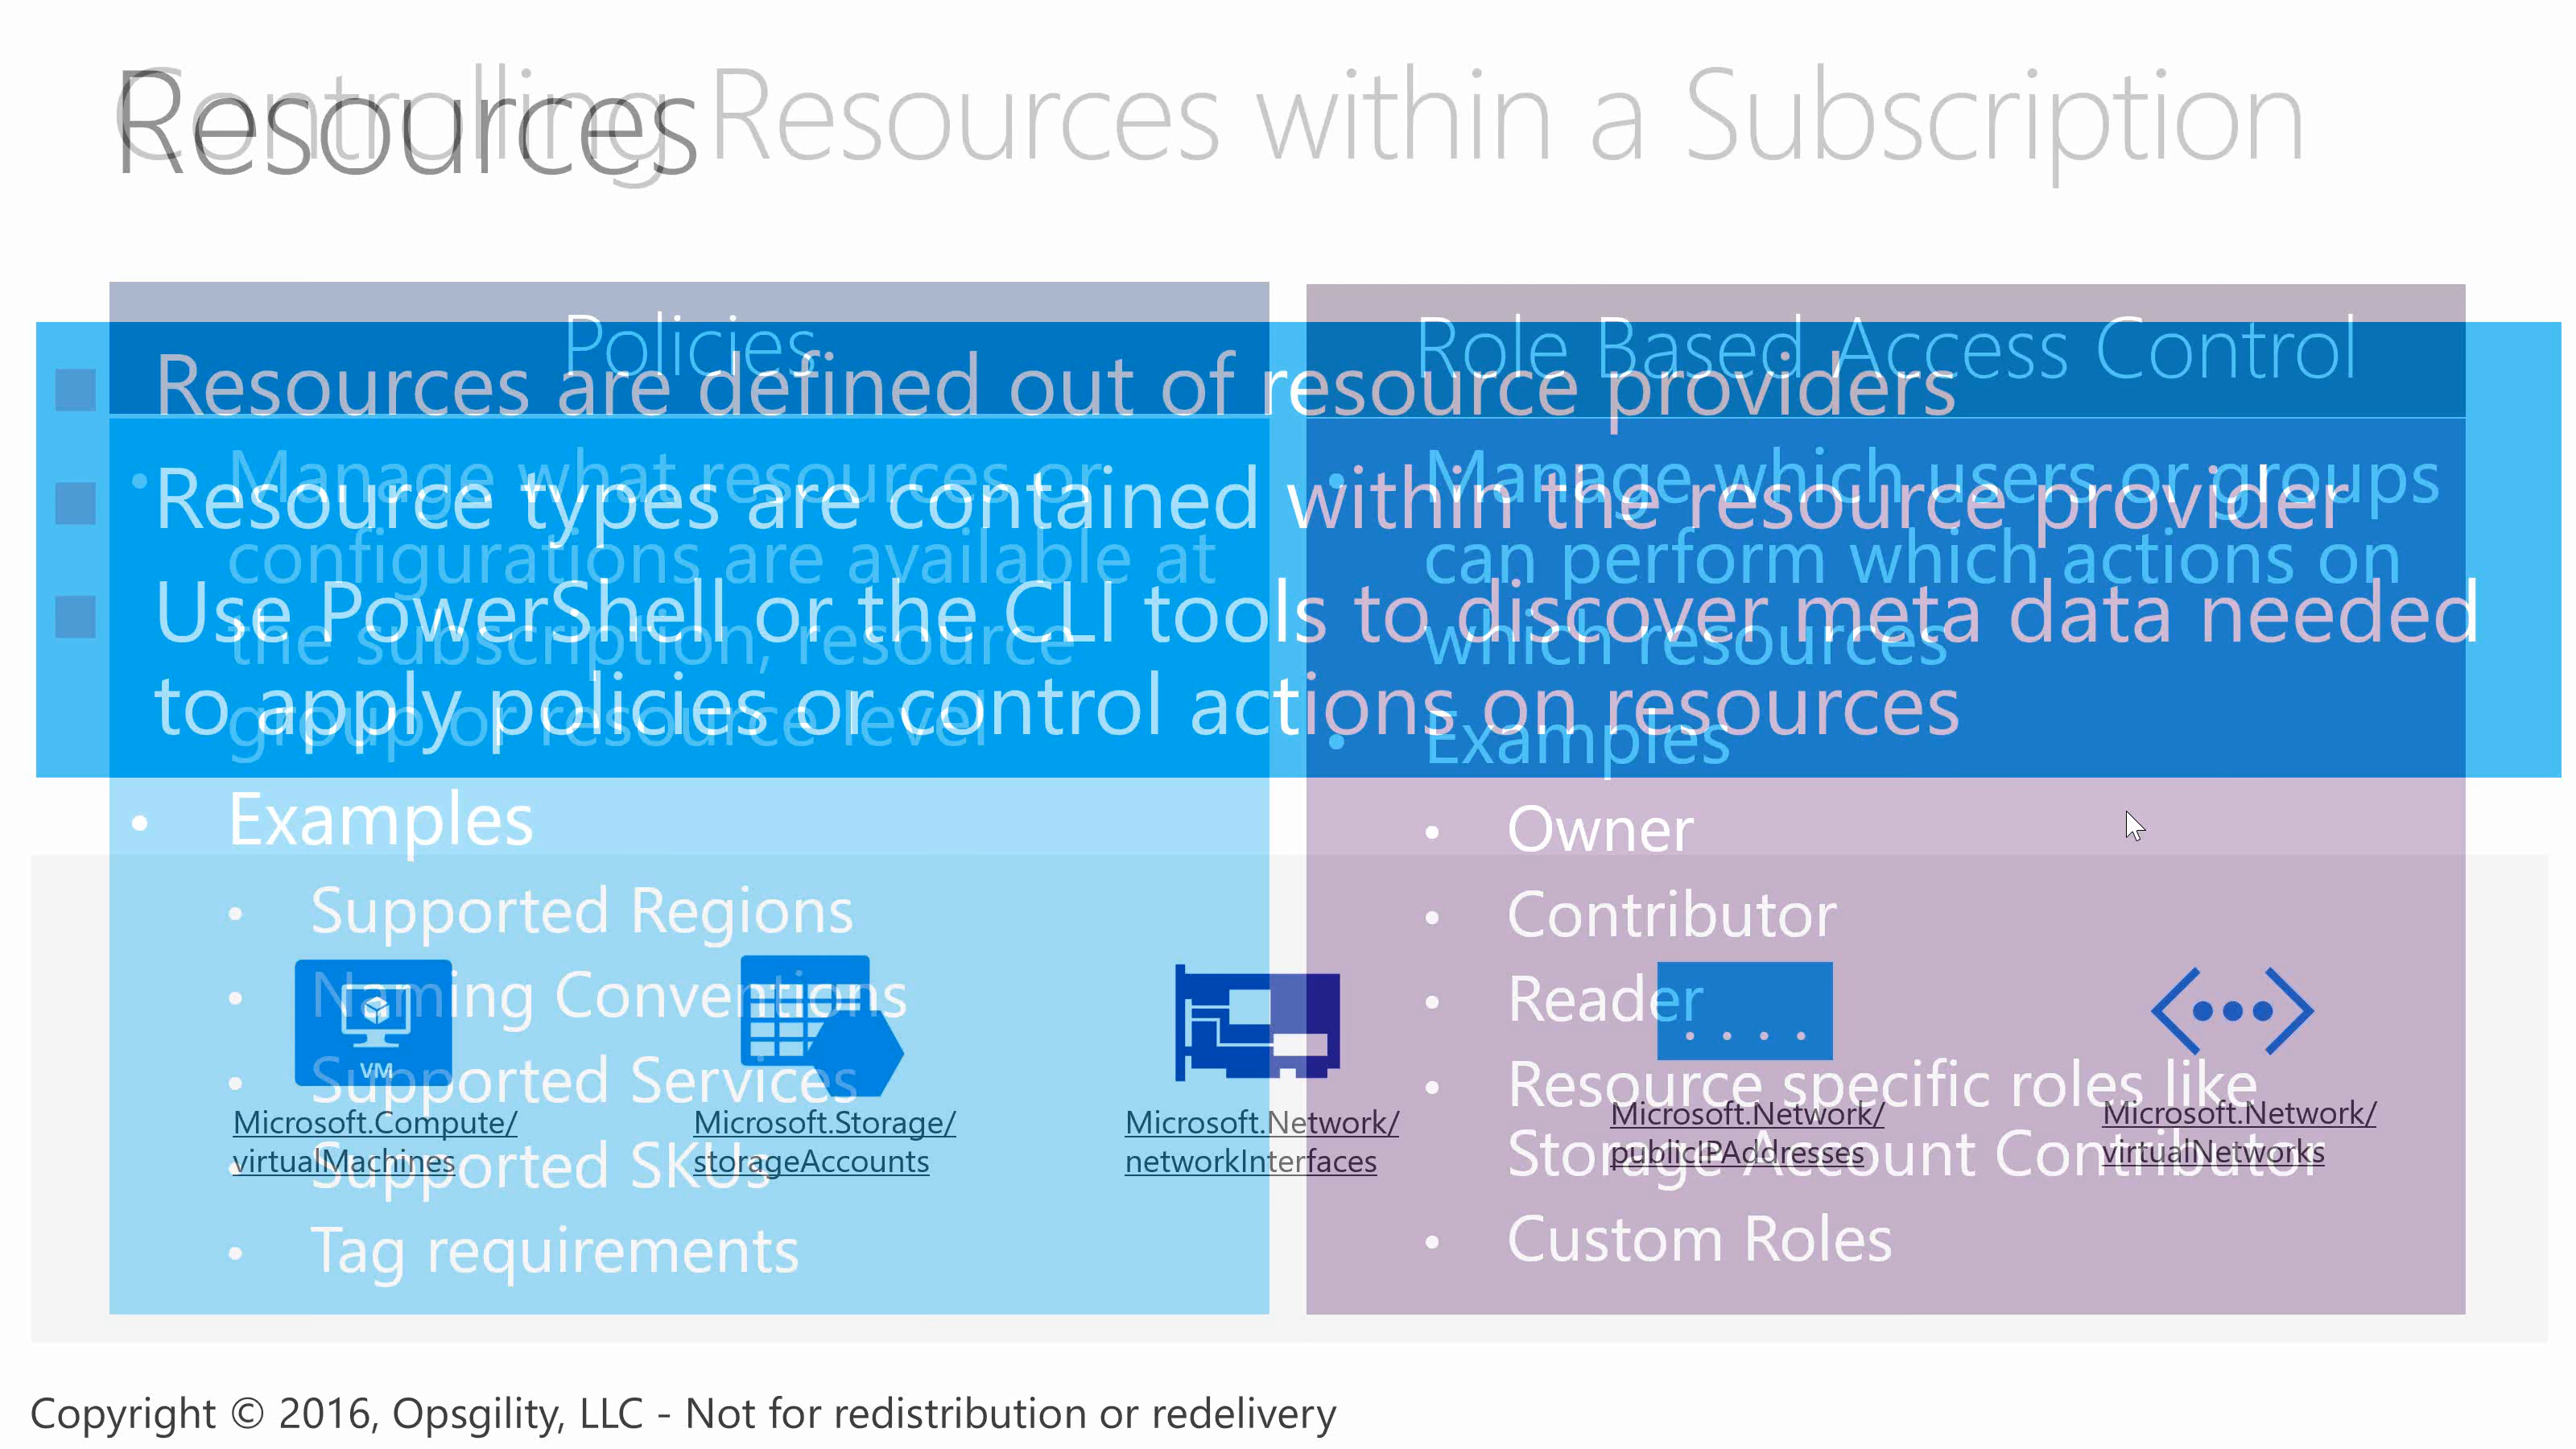 Controlling Resources within a Subscription
Policies
Manage what resources or
configurations are available at
the subscription, resource
group or resource level
Examples
Supported Regions
Naming Conventions
Supported Services
Supported SKUs
Tag requirements
Role Based Access Control
Manage which users or groups
can perform which actions on
which resources
Examples
Owner
Contributor
Reader
Resource specific roles like
Storage Account Contributor
Custom Roles
Resources
Resources are defined out of resource providers
Resource types are contained within the resource provider
Use PowerShell or the CLI tools to discover meta data needed
to apply policies or control actions on resources
VM
Microsoft.Compute/
virtualMachines
Microsoft.Storage/
storageAccounts
Microsoft.Network/
networkInterfaces
Microsoft.Network/
publicIPAddresses
Microsoft.Network/
virtualNetworks
Copyright © 2016, Opsgility, LLC - Not for redistribution or redelivery